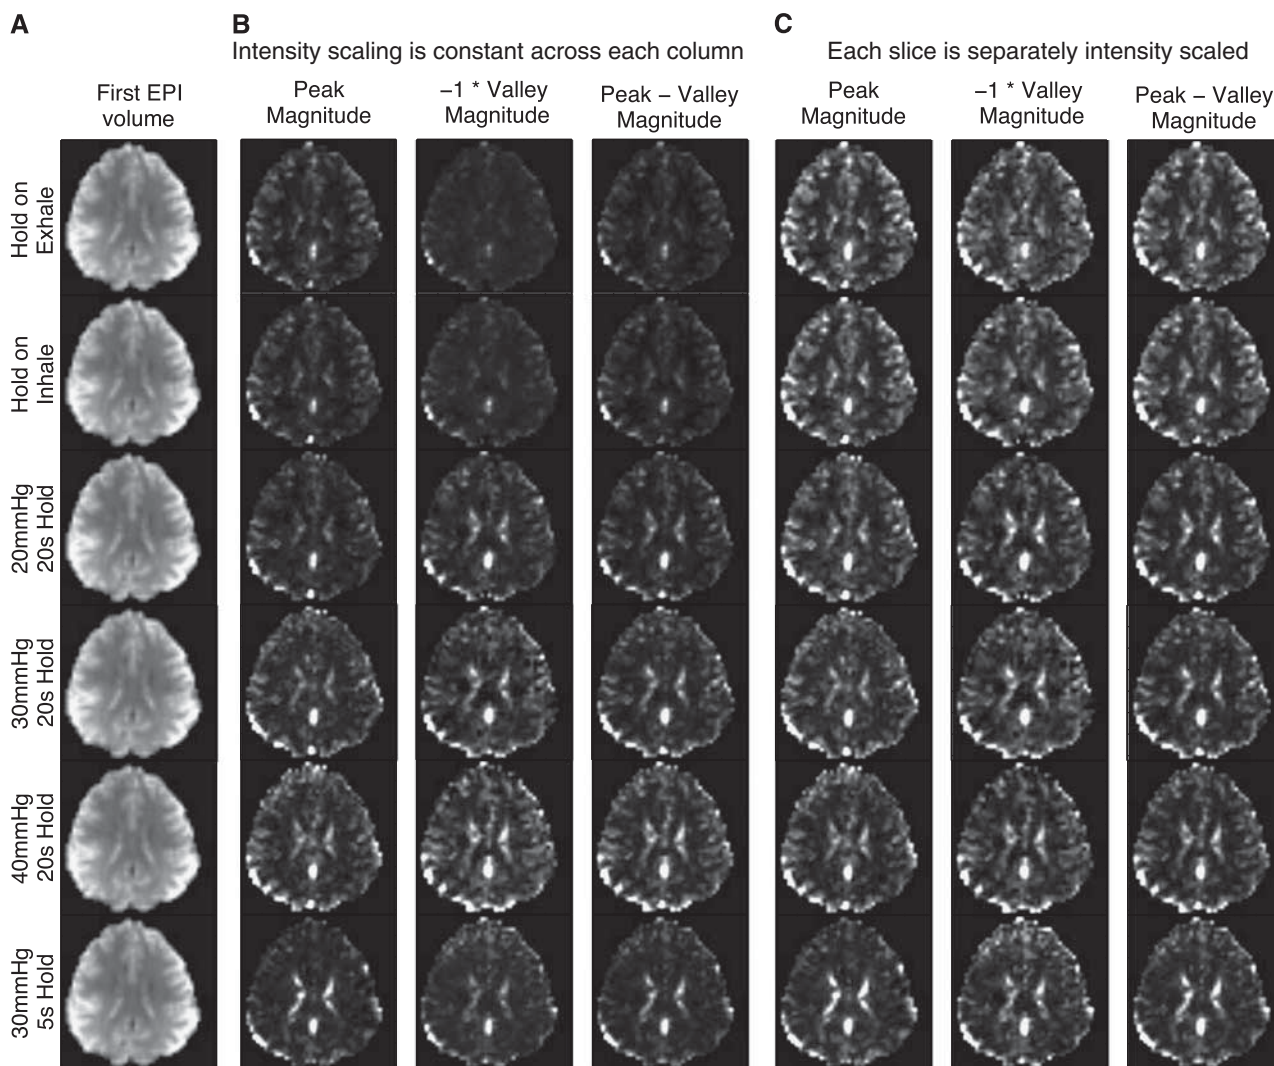 A
B
C
Intensity scaling is constant across each column
Each slice is separately intensity scaled
First EPI
volume
Peak
Magnitude
−1 * Valley
Magnitude
Peak − Valley
Magnitude
Peak
Magnitude
−1 * Valley
Magnitude
Peak − Valley
Magnitude
Hold on
Exhale
Hold on
Inhale
20mmHg
20s Hold
30mmHg
20s Hold
40mmHg
20s Hold
30mmHg
5s Hold